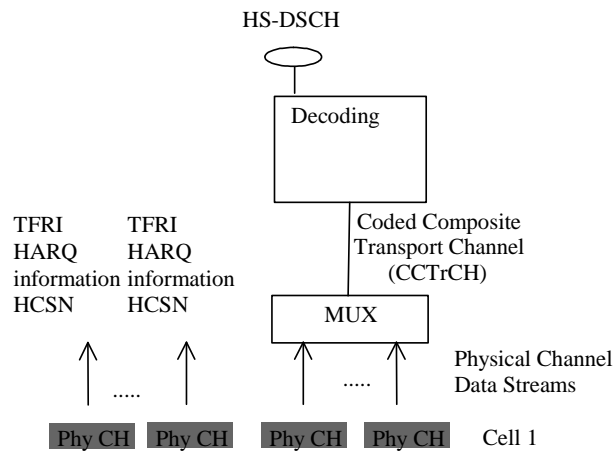 HS-DSCH
Decoding
TFRI
HARQ
information
HCSN
TFRI
HARQ
information
HCSN
Coded Composite
Transport Channel
(CCTrCH)
MUX
Physical Channel
Data Streams
.....
.....
Phy CH
Phy CH
Phy CH
Phy CH
Cell 1